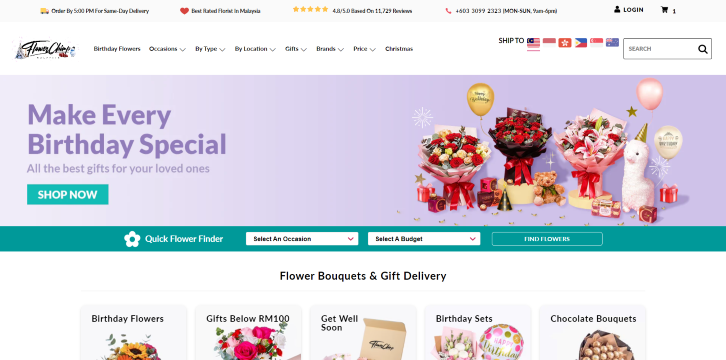 Order By 5:00 PM For Same-Day Delivery
Best Rated Florist In Malaysia
4.8/5.0 Based On 11,729 Reviews
+603 3099 2323 (MON-SUN, 9am-6pm)
LOGIN
1
Flower Chimp
Birthday Flowers
Occasions
By Type
By Location
Gifts
Brands
Price
Christmas
SHIP TO
SEARCH
Make Every
Birthday Special
All the best gifts for your loved ones
SHOP NOW
Quick Flower Finder
Select An Occasion
Select A Budget
FIND FLOWERS
Flower Bouquets & Gift Delivery
Birthday Flowers
Gifts Below RM100
Get Well
Soon
Birthday Sets
Chocolate Bouquets